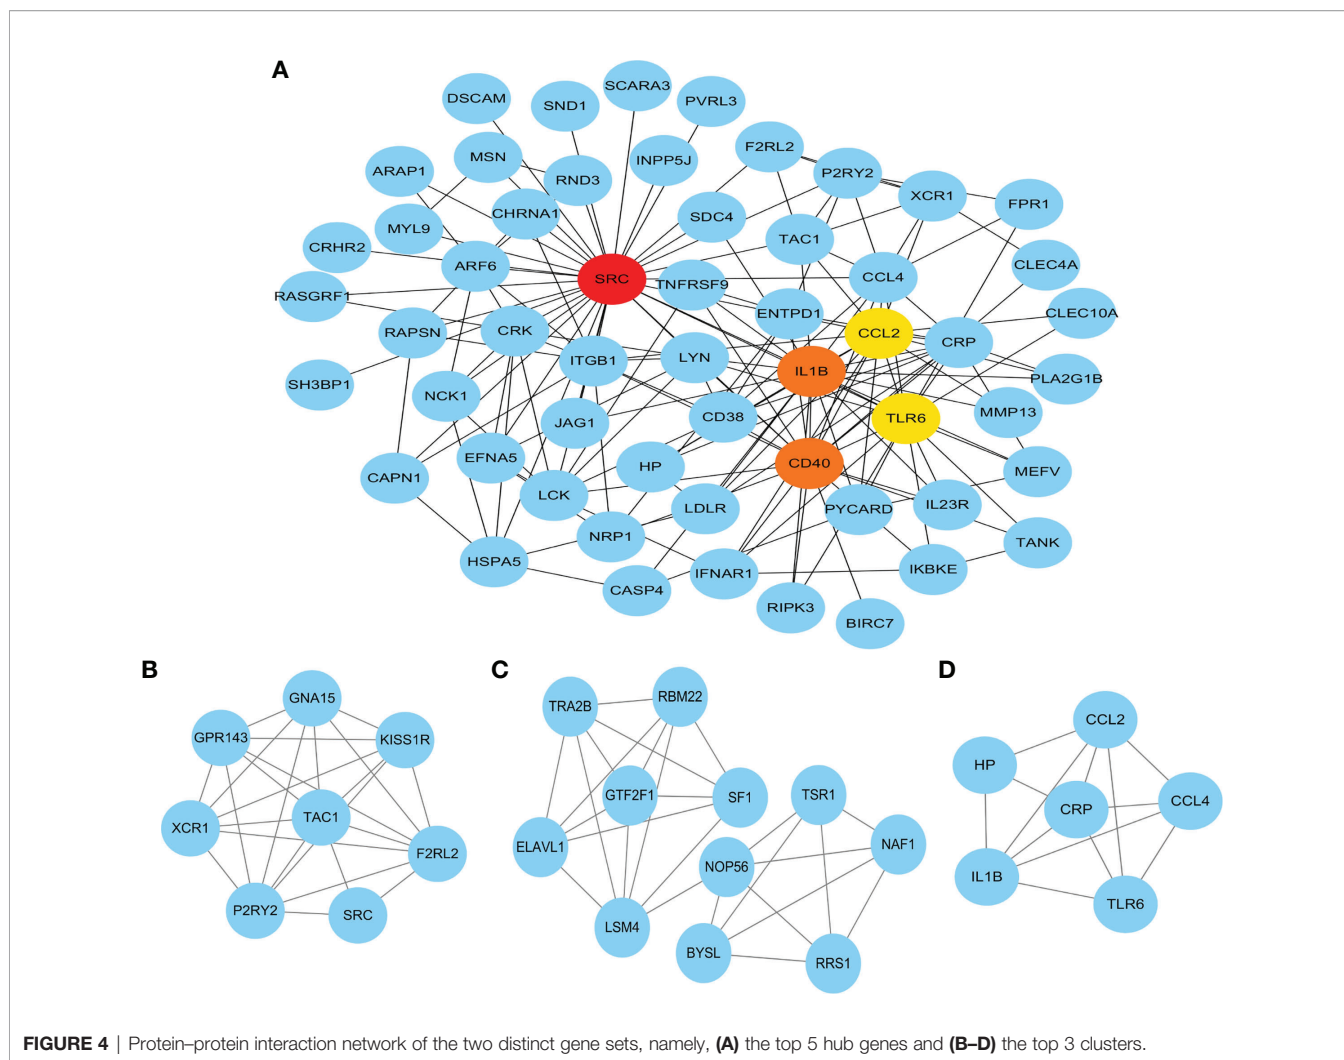 A
SCARA3
DSCAM
SND1
PVRL3
F2RL2
MSN
INPP5J
ARAP1
RND3
P2RY2
XCR1
FPR1
CHRNA1
SDC4
MYL9
TAC1
CRHR2
CLEC4A
ARF6
SRC
TNFRSF9
CCL4
RASGRF1
ENTPD1
CLEC10A
RAPSN
CRK
CCL2
CRP
ITGB1
LYN
IL1B
SH3BP1
PLA2G1B
NCK1
MMP13
JAG1
CD38
TLR6
EFNA5
HP
CD40
MEFV
CAPN1
LCK
LDLR
PYCARD
IL23R
NRP1
TANK
HSPA5
IFNAR1
IKBKE
CASP4
RIPK3
BIRC7
B
GNA15
GPR143
KISS1R
TAC1
XCR1
F2RL2
P2RY2
SRC
C
TRA2B
RBM22
GTF2F1
SF1
TSR1
ELAVL1
NAF1
NOP56
LSM4
BYSL
RRS1
D
CCL2
HP
CRP
CCL4
IL1B
TLR6
FIGURE 4 | Protein–protein interaction network of the two distinct gene sets, namely, (A) the top 5 hub genes and (B–D) the top 3 clusters.